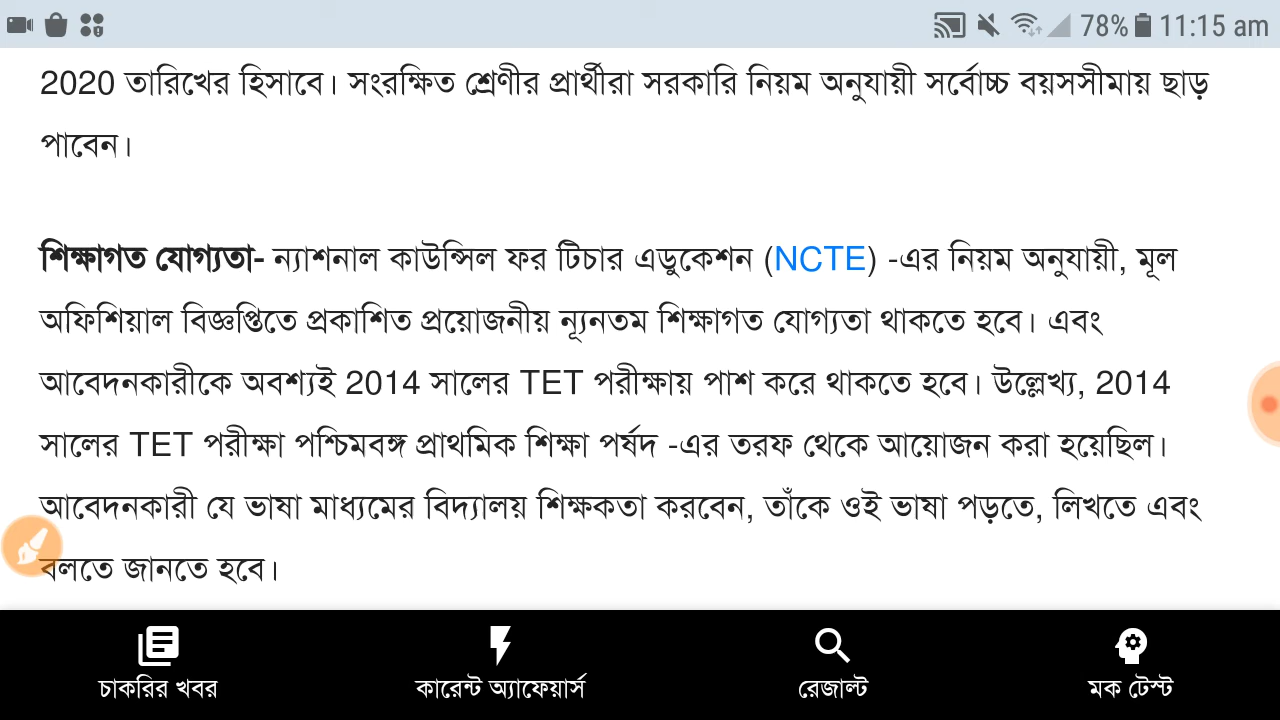 78% 11:15 am
2020 তারিখের হিসাবে। সংরক্ষিত শ্রেণীর প্রার্থীরা সরকারি নিয়ম অনুযায়ী সর্বোচ্চ বয়সসীমায় ছাড়
পাবেন।
শিক্ষাগত যোগ্যতা- ন্যাশনাল কাউন্সিল ফর টিচার এডুকেশন (NCTE) -এর নিয়ম অনুযায়ী, মূল
অফিশিয়াল বিজ্ঞপ্তিতে প্রকাশিত প্রয়োজনীয় ন্যূনতম শিক্ষাগত যোগ্যতা থাকতে হবে। এবং
আবেদনকারীকে অবশ্যই 2014 সালের TET পরীক্ষায় পাশ করে থাকতে হবে। উল্লেখ্য, 2014
সালের TET পরীক্ষা পশ্চিমবঙ্গ প্রাথমিক শিক্ষা পর্ষদ -এর তরফ থেকে আয়োজন করা হয়েছিল।
আবেদনকারী যে ভাষা মাধ্যমের বিদ্যালয় শিক্ষকতা করবেন, তাঁকে ওই ভাষা পড়তে, লিখতে এবং
বলতে জানতে হবে।
চাকরির খবর কারেন্ট অ্যাফেয়ার্স রেজাল্ট মক টেস্ট